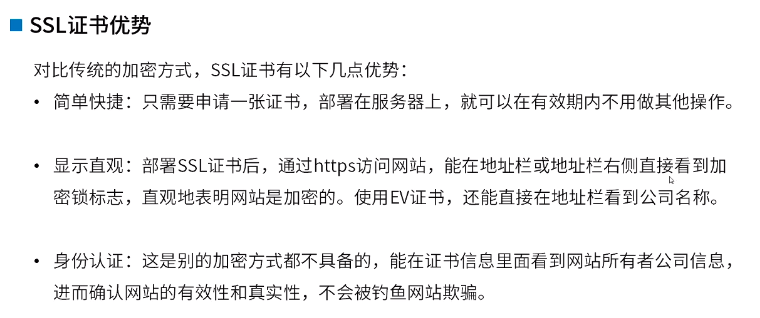 SSL证书优势
对比传统的加密方式，SSL证书有以下几点优势：
• 简单快捷：只需要申请一张证书，部署在服务器上，就可以在有效期内不用做其他操作。
• 显示直观：部署SSL证书后，通过https访问网站，能在地址栏或地址栏右侧直接看到加
密锁标志，直观地表明网站是加密的。使用EV证书，还能直接在地址栏看到公司名称。
• 身份认证：这是别的加密方式都不具备的，能在证书信息里面看到网站所有者公司信息，
进而确认网站的有效性和真实性，不会被钓鱼网站欺骗。